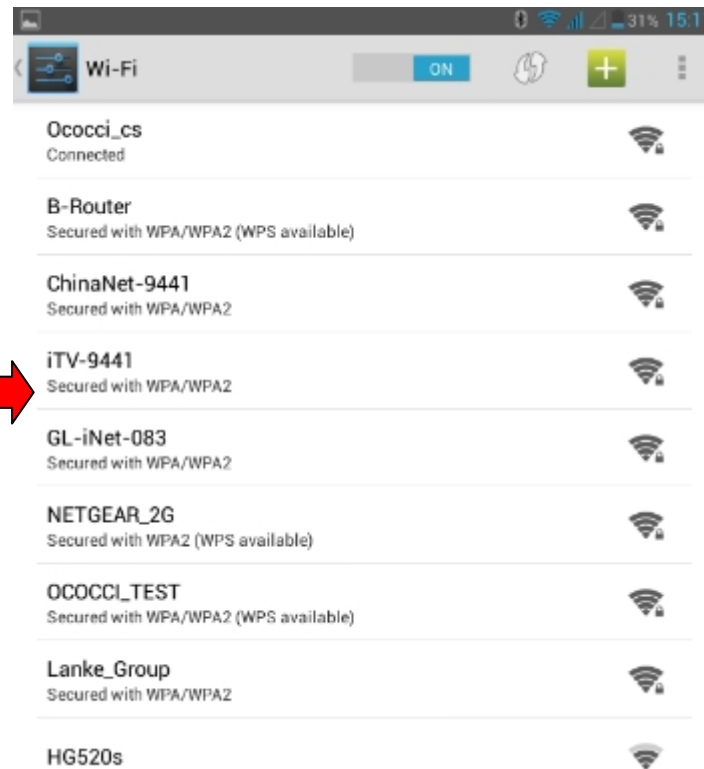 31% 15:1
Wi-Fi ON
Ococci_cs
Connected
B-Router
Secured with WPA/WPA2 (WPS available)
ChinaNet-9441
Secured with WPA/WPA2
iTV-9441
Secured with WPA/WPA2
GL-iNet-083
Secured with WPA/WPA2
NETGEAR_2G
Secured with WPA2 (WPS available)
OCOCCI_TEST
Secured with WPA/WPA2 (WPS available)
Lanke_Group
Secured with WPA/WPA2
HG520s